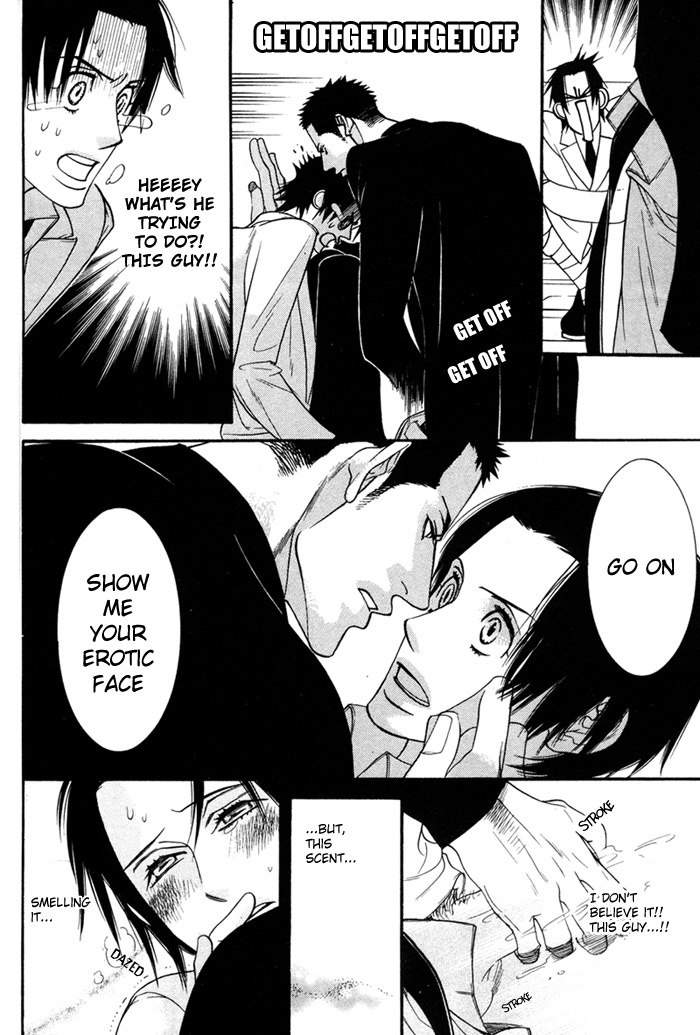 GETOFFGETOFFGETOFF
GET OFF
GET OFF
HEEEEY
WHAT'S HE
TRYING
TO DO?!
THIS GUY!!
GO ON
SHOW
ME
YOUR
EROTIC
FACE
STROKE
I DON'T
BELIEVE IT!!
THIS GUY...!!
STROKE
...BUT,
THIS
SCENT...
SMELLING
IT...
DAZED